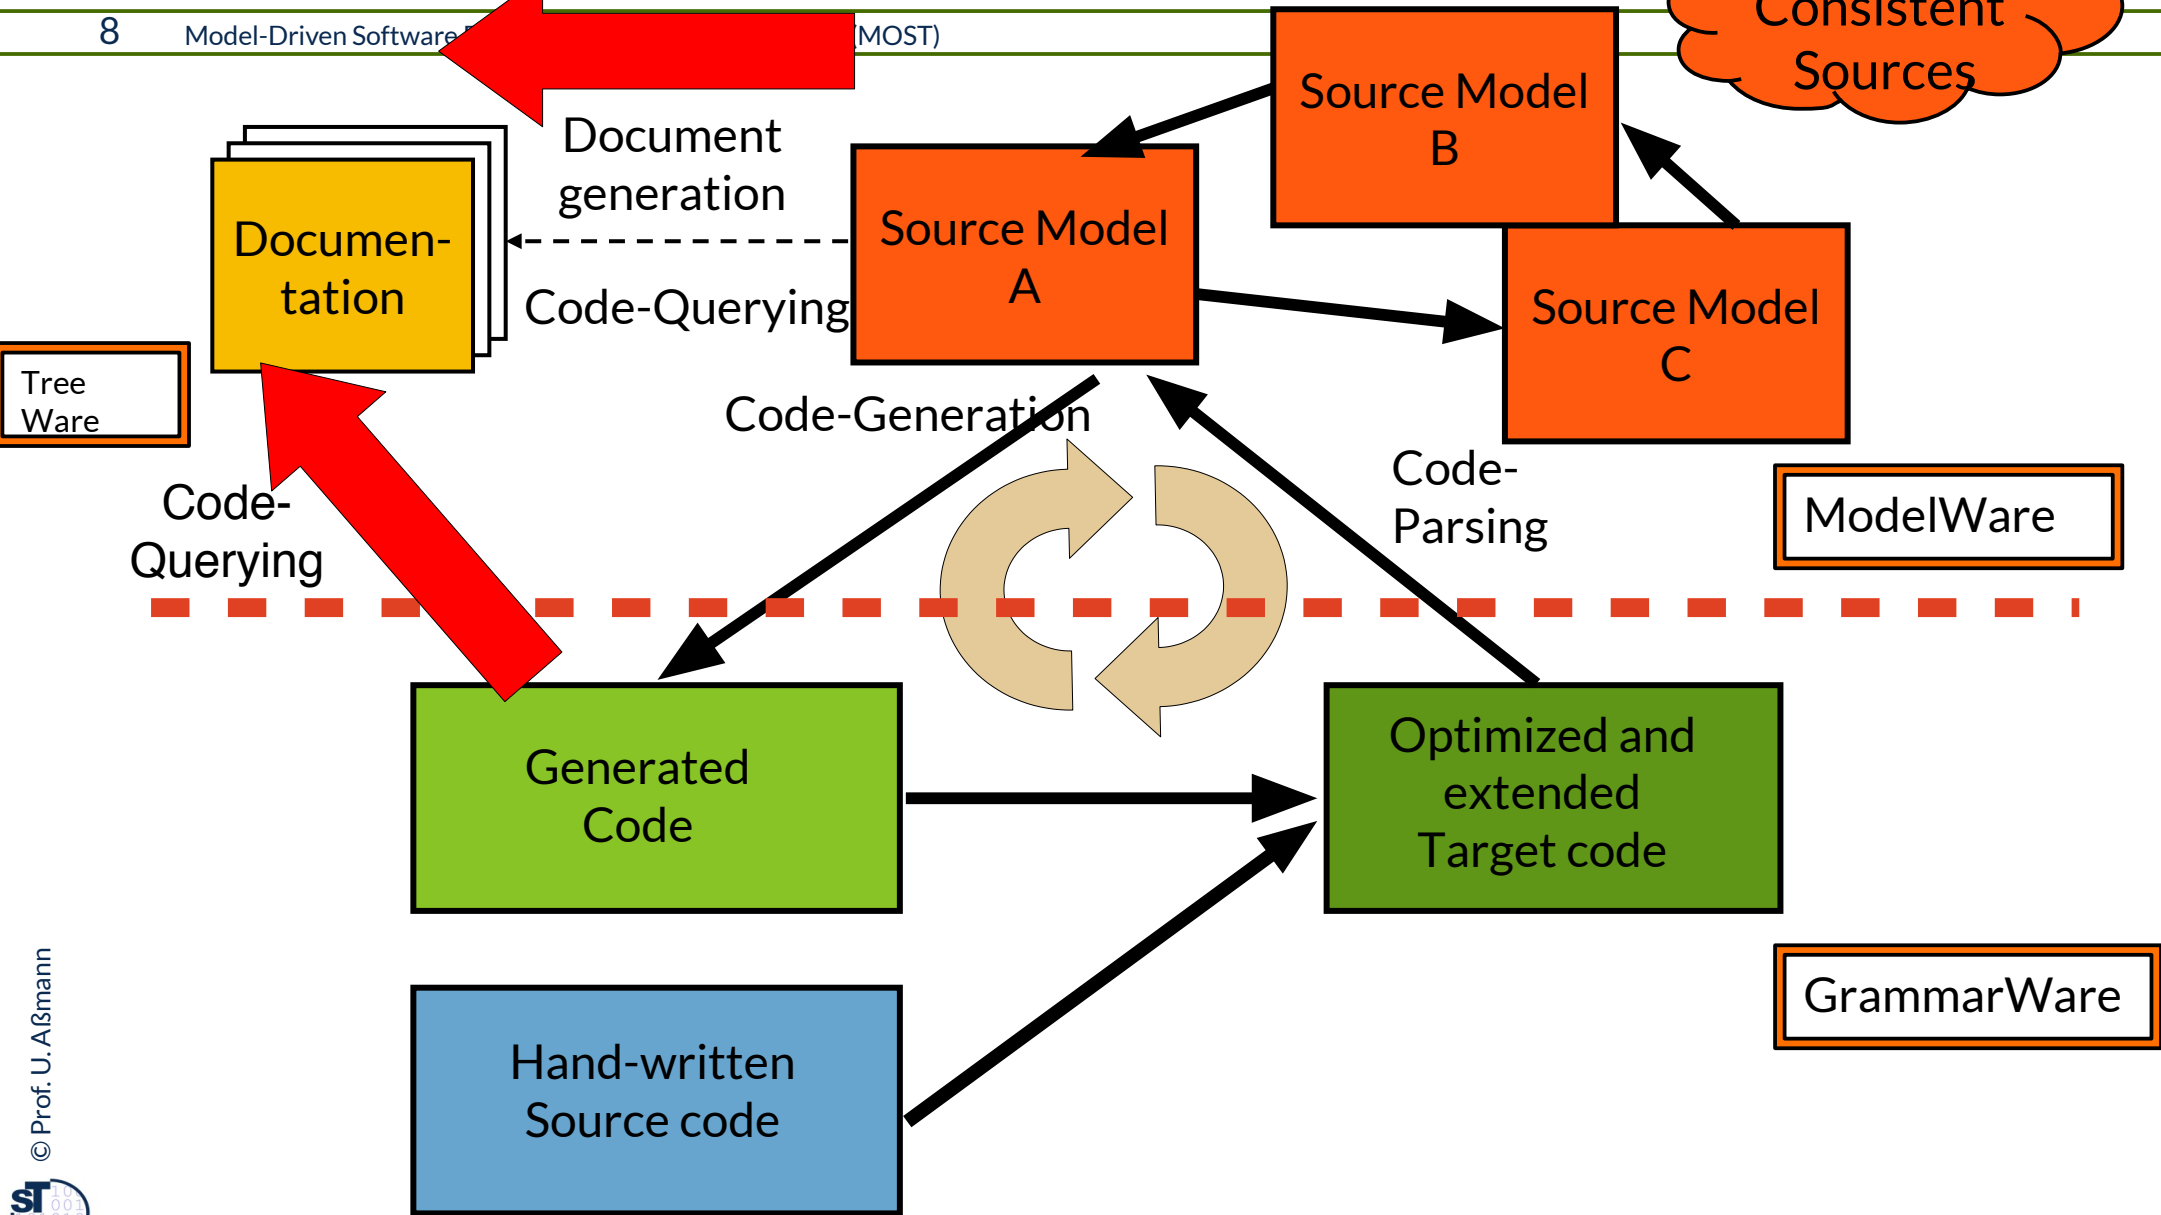 8 Model-Driven Software (MOST)
Consistent
Sources
Source Model
B
Document
generation
Source Model
A
Documen-
tation
Code-Querying
Source Model
C
Tree
Ware
Code-Generation
Code-
Parsing
ModelWare
Code-
Querying
Generated
Code
Optimized and
extended
Target code
GrammarWare
Hand-written
Source code
© Prof. U. Aßmann
ST